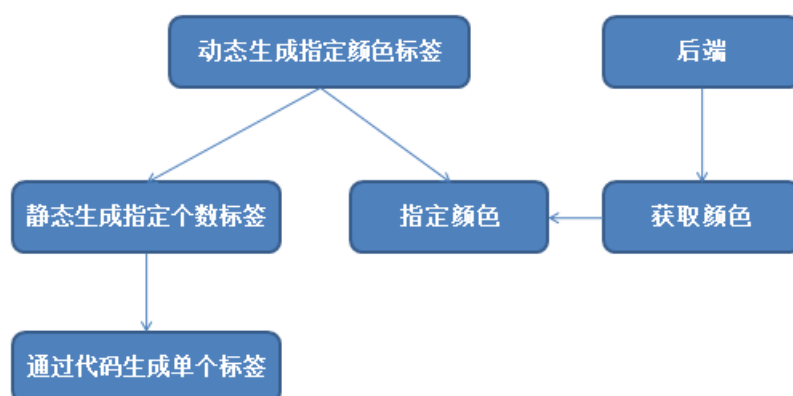 动态生成指定颜色标签
后端
静态生成指定个数标签
指定颜色
获取颜色
通过代码生成单个标签